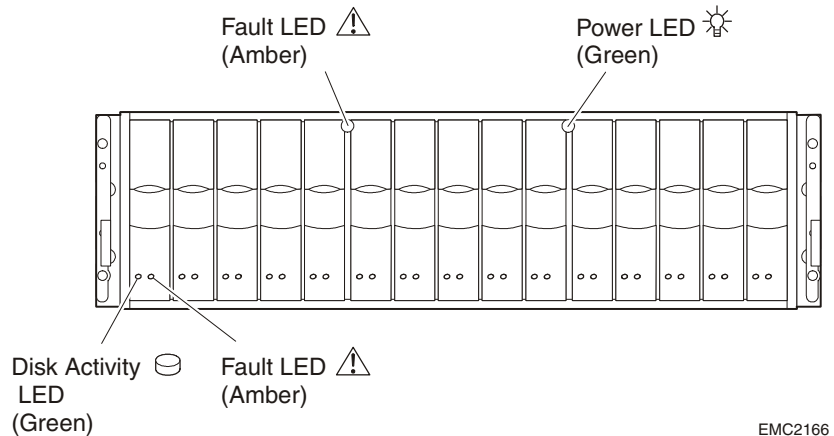 Fault LED
(Amber)
Power LED
(Green)
Disk Activity
LED
(Green)
Fault LED
(Amber)
EMC2166